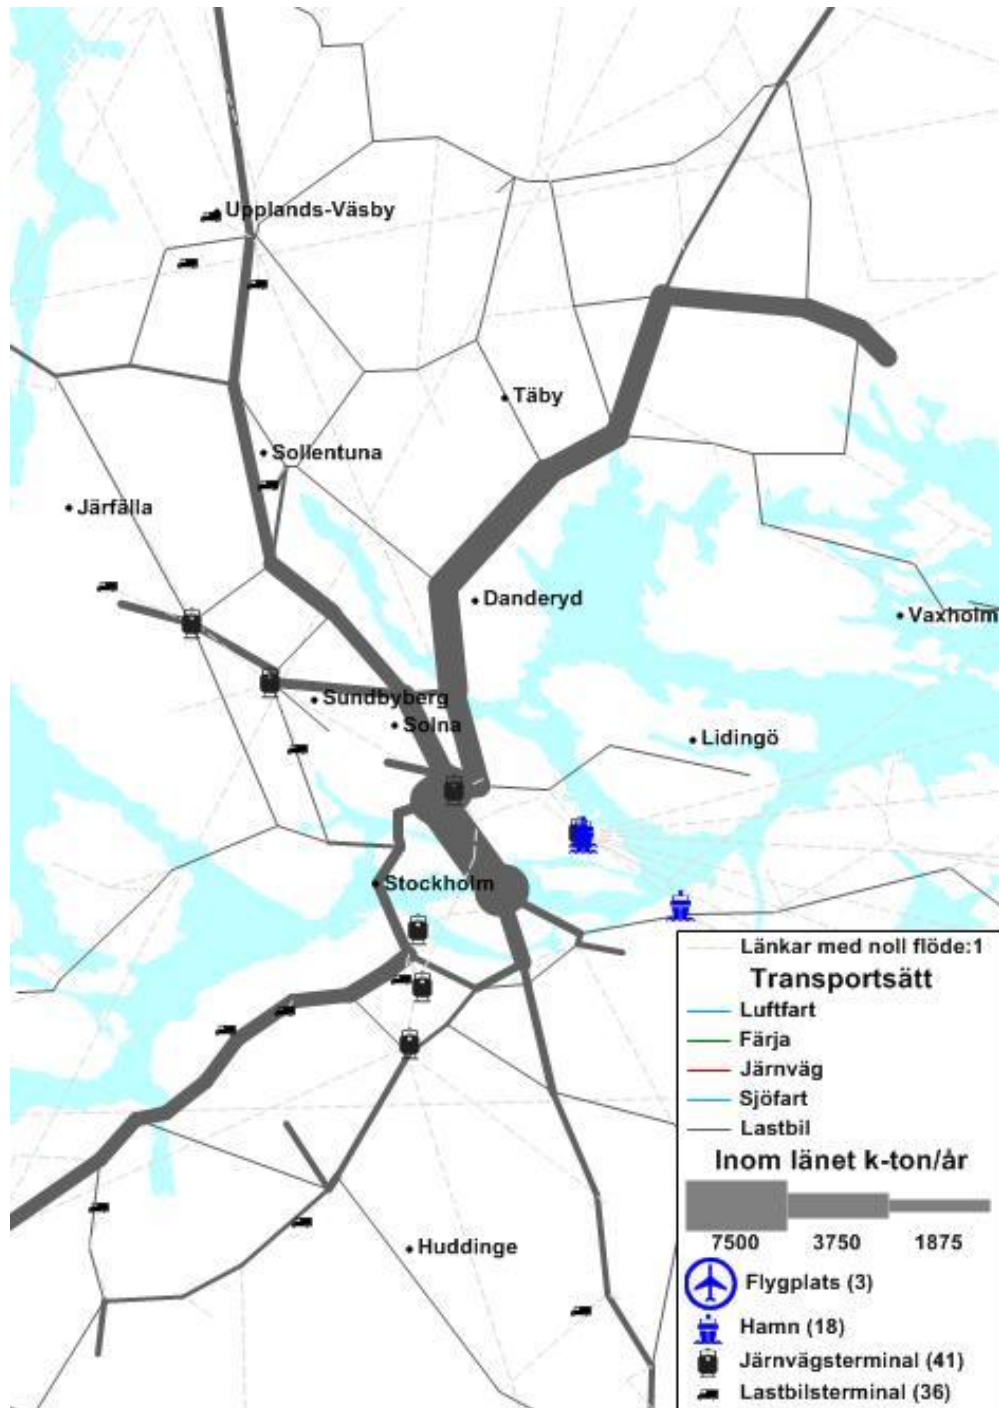 Upplands-Väsby
Täby
Sollentuna
Järfälla
Danderyd
Vaxholm
Sundbyberg
Solna
Lidingö
Stockholm
Huddinge
Länkar med noll flöde:1
Transportsätt
Luftfart
Färja
Järnväg
Sjöfart
Lastbil
Inom länet k-ton/år
7500 3750 1875
Flygplats (3)
Hamn (18)
Järnvägsterminal (41)
Lastbilsterminal (36)